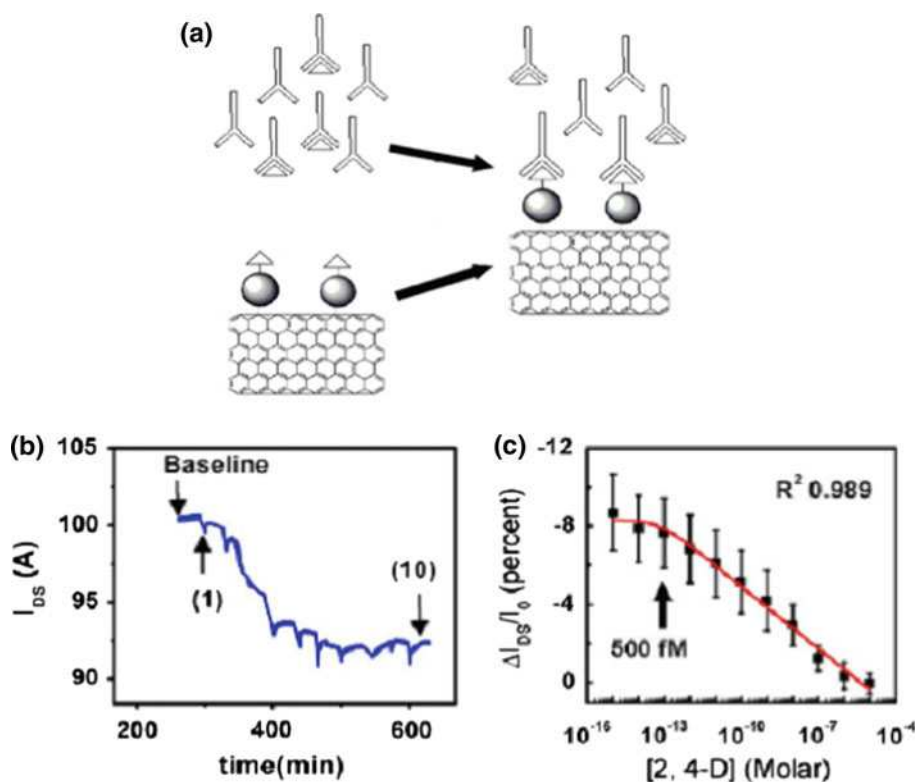 (a)
(b)
105
100
95
90
I_DS (A)
Baseline
(1)
(10)
200
400
600
time(min)
(c)
-12
-8
-4
0
ΔI_DS/I_0 (percent)
R² 0.989
500 fM
10⁻¹⁶
10⁻¹³
10⁻¹⁰
10⁻⁷
10⁻⁴
[2, 4-D] (Molar)